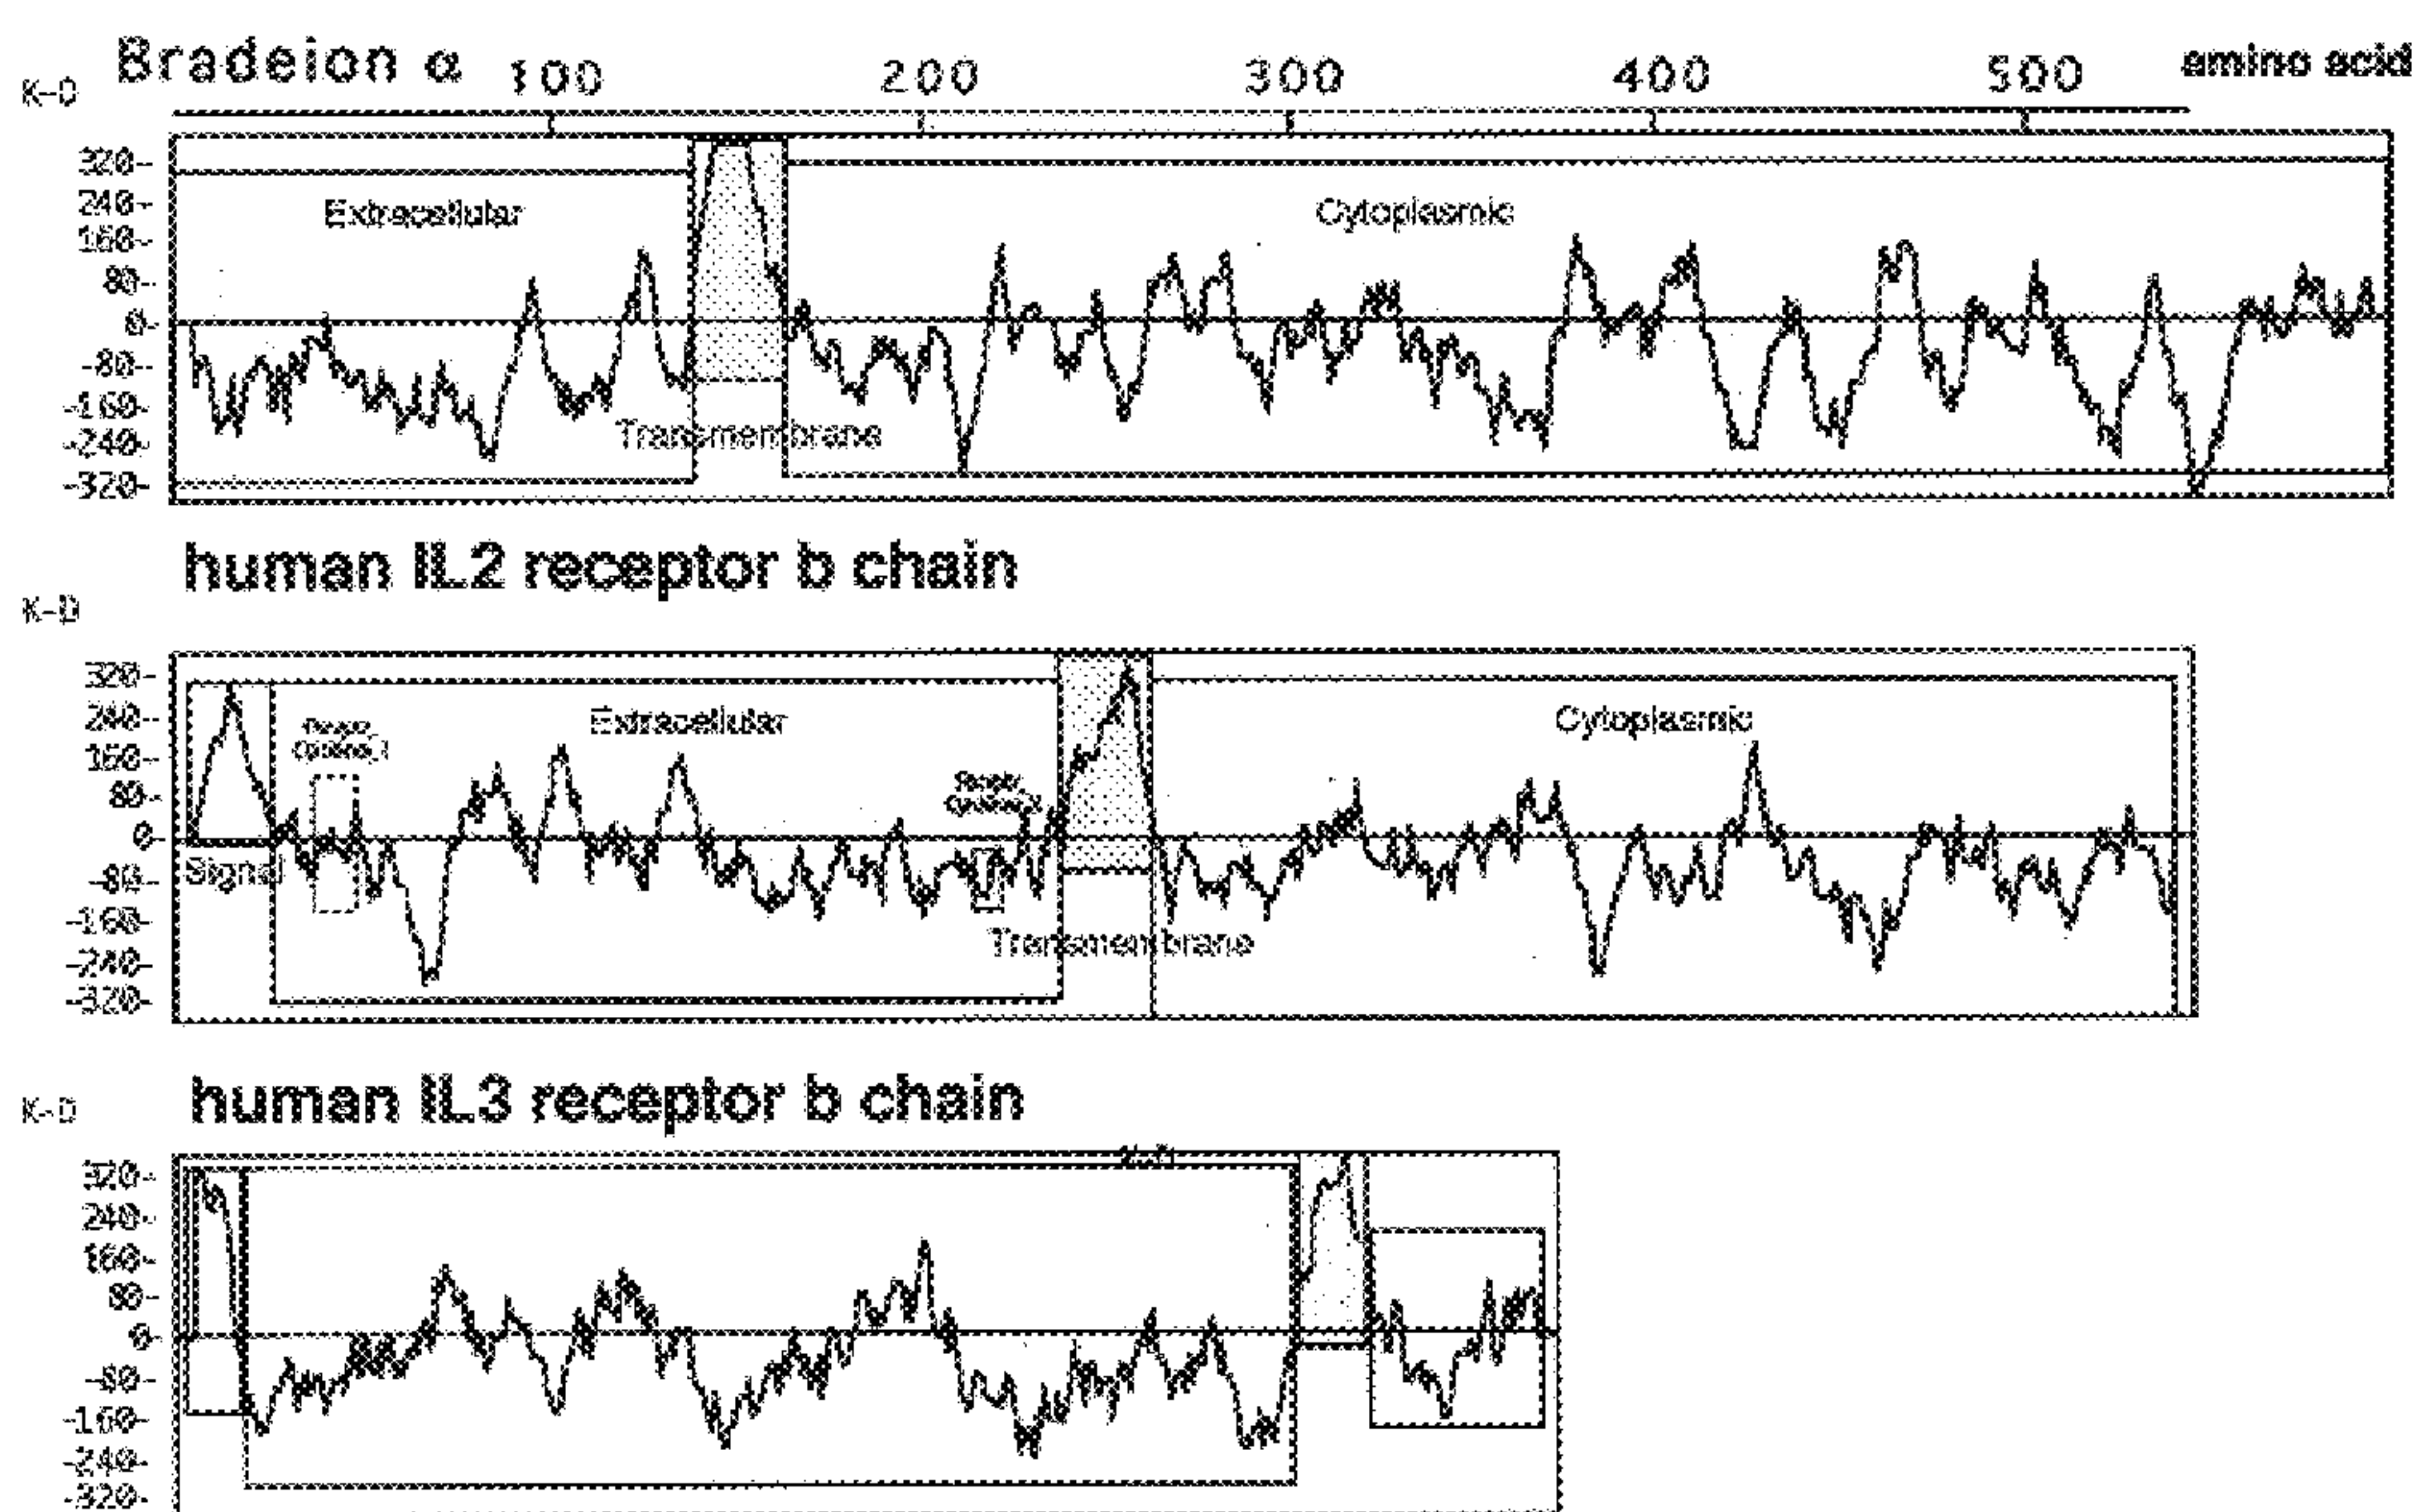 Bradeion α 100 200 300 400 500 amino acid
K-D
320-
240-
160-
80-
0-
-80-
-160-
-240-
-320-
Extracellular
Cytoplasmic
Transmembrane
human IL2 receptor b chain
K-D
320-
240-
160-
80-
0-
-80-
-160-
-240-
-320-
Extracellular
Cytoplasmic
Signal
Transmembrane
human IL3 receptor b chain
K-D
320-
240-
160-
80-
0-
-80-
-160-
-240-
-320-